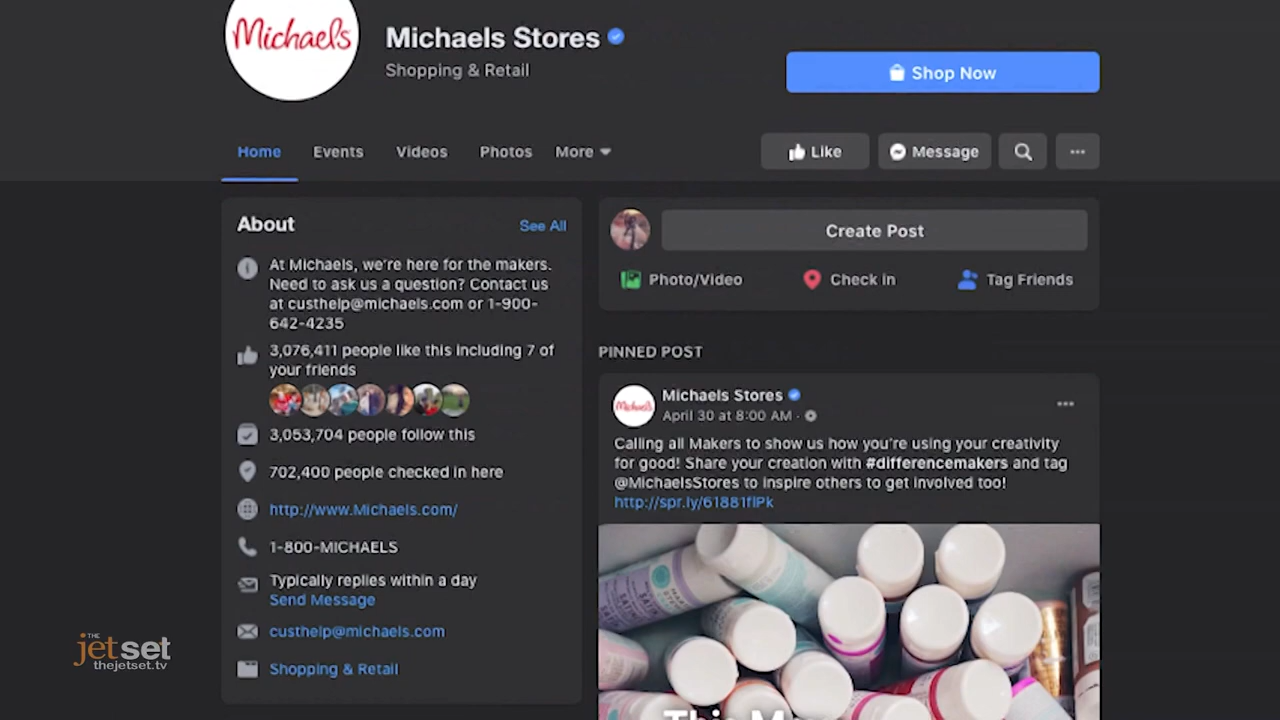 Michaels
Michaels Stores
Shopping & Retail
Shop Now
Home Events Videos Photos More
Like Message
About See All
At Michaels, we're here for the makers.
Need to ask us a question? Contact us
at custhelp@michaels.com or 1-900-
642-4235
3,076,411 people like this including 7 of
your friends
3,053,704 people follow this
702,400 people checked in here
http://www.Michaels.com/
1-800-MICHAELS
Typically replies within a day
Send Message
custhelp@michaels.com
Shopping & Retail
Create Post
Photo/Video Check in Tag Friends
PINNED POST
Michaels
Michaels Stores
April 30 at 8:00 AM ·
Calling all Makers to show us how you're using your creativity
for good! Share your creation with #differencemakers and tag
@MichaelsStores to inspire others to get involved too!
http://spr.ly/61881flPk
THE
jetset
thejetset.tv